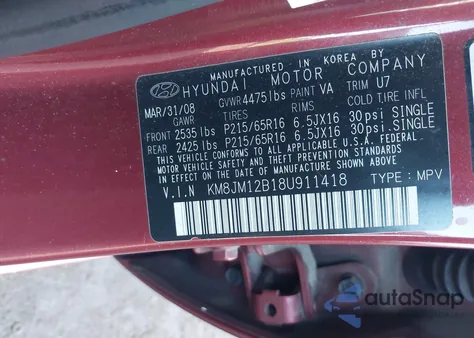 MANUFACTURED IN KOREA BY
HYUNDAI MOTOR COMPANY
MAR/31/08 GVWR 4475lbs PAINT VA TRIM U7
GAWR TIRES RIMS COLD TIRE INFL
FRONT 2535lbs P215/65R16 6.5JX16 30psi SINGLE
REAR 2425lbs P215/65R16 6.5JX16 30psi SINGLE
THIS VEHICLE CONFORMS TO ALL APPLICABLE FEDERAL
MOTOR VEHICLE SAFETY STANDARDS IN EFFECT ON THE
DATE OF MANUFACTURE SHOWN ABOVE.
V.I.N KM8JM12B18U911418 TYPE : MPV
autoSnap